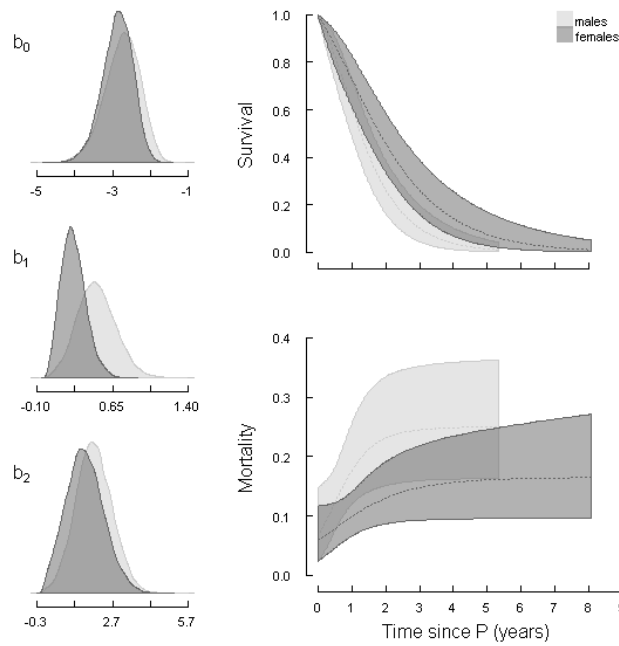 b0
-5 -3 -1
b1
-0.10 0.65 1.40
b2
-0.3 2.7 5.7
males
females
Survival
1.0
0.8
0.6
0.4
0.2
0.0
Mortality
0.4
0.3
0.2
0.1
0.0
0 1 2 3 4 5 6 7 8
Time since P (years)